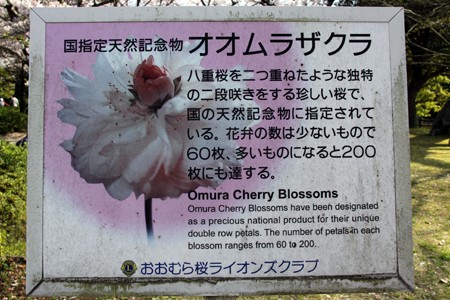 国指定天然記念物 オオムラザクラ
八重桜を二つ重ねたような独特
の二段咲きをする珍しい桜で、
国の天然記念物に指定されて
いる。花弁の数は少ないもので
60枚、多いものになると200
枚にも達する。
Omura Cherry Blossoms
Omura Cherry Blossoms have been designated
as a precious national product for their unique
double row petals. The number of petals in each
blossom ranges from 60 to 200.
おおむら桜ライオンズクラブ